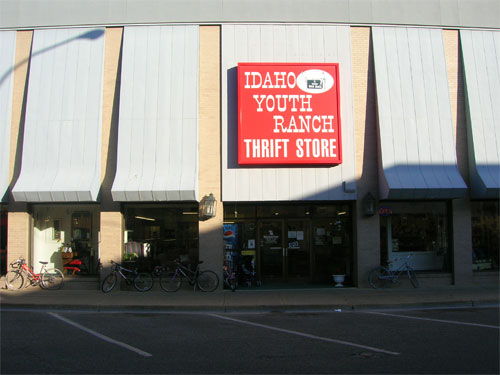 IDAHO
YOUTH
RANCH
THRIFT STORE